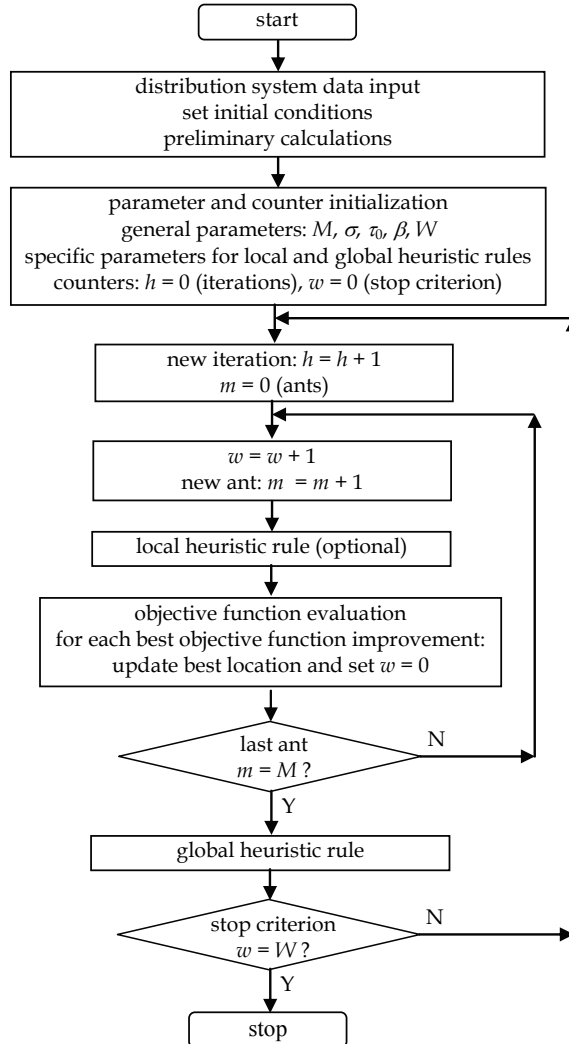 start
distribution system data input
set initial conditions
preliminary calculations
parameter and counter initialization
general parameters: M, σ, τ₀, β, W
specific parameters for local and global heuristic rules
counters: h = 0 (iterations), w = 0 (stop criterion)
new iteration: h = h + 1
m = 0 (ants)
w = w + 1
new ant: m = m + 1
local heuristic rule (optional)
objective function evaluation
for each best objective function improvement:
update best location and set w = 0
last ant
m = M ?
N
Y
global heuristic rule
stop criterion
w = W ?
N
Y
stop